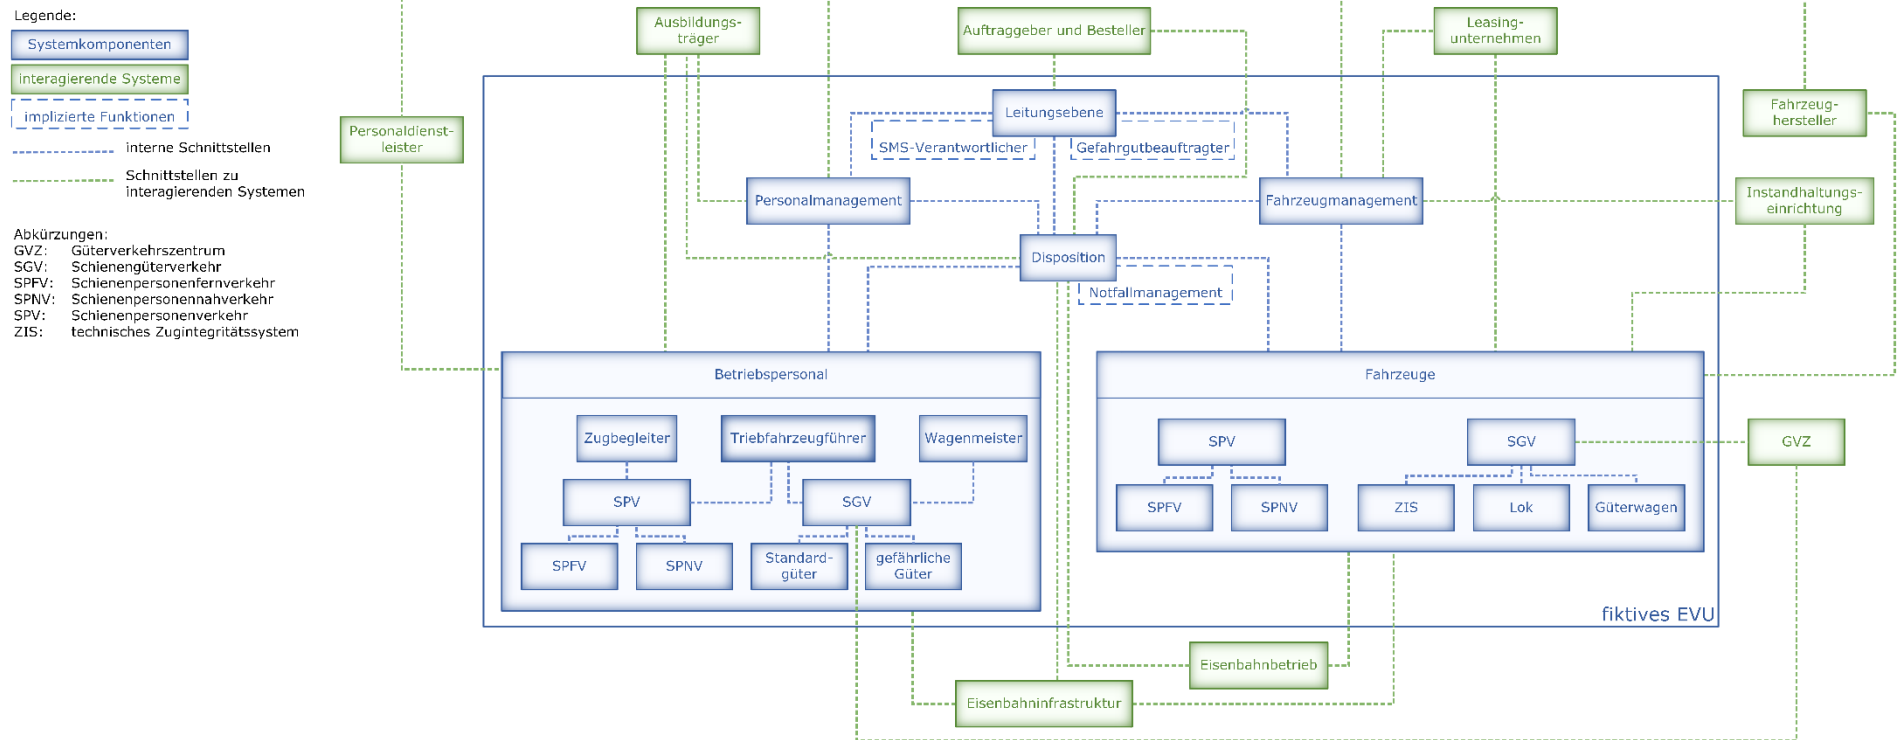 Legende:
Systemkomponenten
interagierende Systeme
implizierte Funktionen
interne Schnittstellen
Schnittstellen zu
interagierenden Systemen
Abkürzungen:
GVZ: Güterverkehrszentrum
SGV: Schienengüterverkehr
SPFV: Schienenpersonenfernverkehr
SPNV: Schienenpersonennahverkehr
SPV: Schienenpersonenverkehr
ZIS: technisches Zugintegritätssystem
Personaldienst-
leister
Ausbildungs-
träger
Auftraggeber und Besteller
Leasing-
unternehmen
Fahrzeug-
hersteller
Leitungsebene
SMS-Verantwortlicher
Gefahrgutbeauftragter
Personalmanagement
Fahrzeugmanagement
Instandhaltungs-
einrichtung
Disposition
Notfallmanagement
Betriebspersonal
Zugbegleiter
Triebfahrzeugführer
Wagenmeister
SPV
SGV
SPFV
SPNV
Standard-
güter
gefährliche
Güter
Fahrzeuge
SPV
SGV
SPFV
SPNV
ZIS
Lok
Güterwagen
GVZ
fiktives EVU
Eisenbahnbetrieb
Eisenbahninfrastruktur